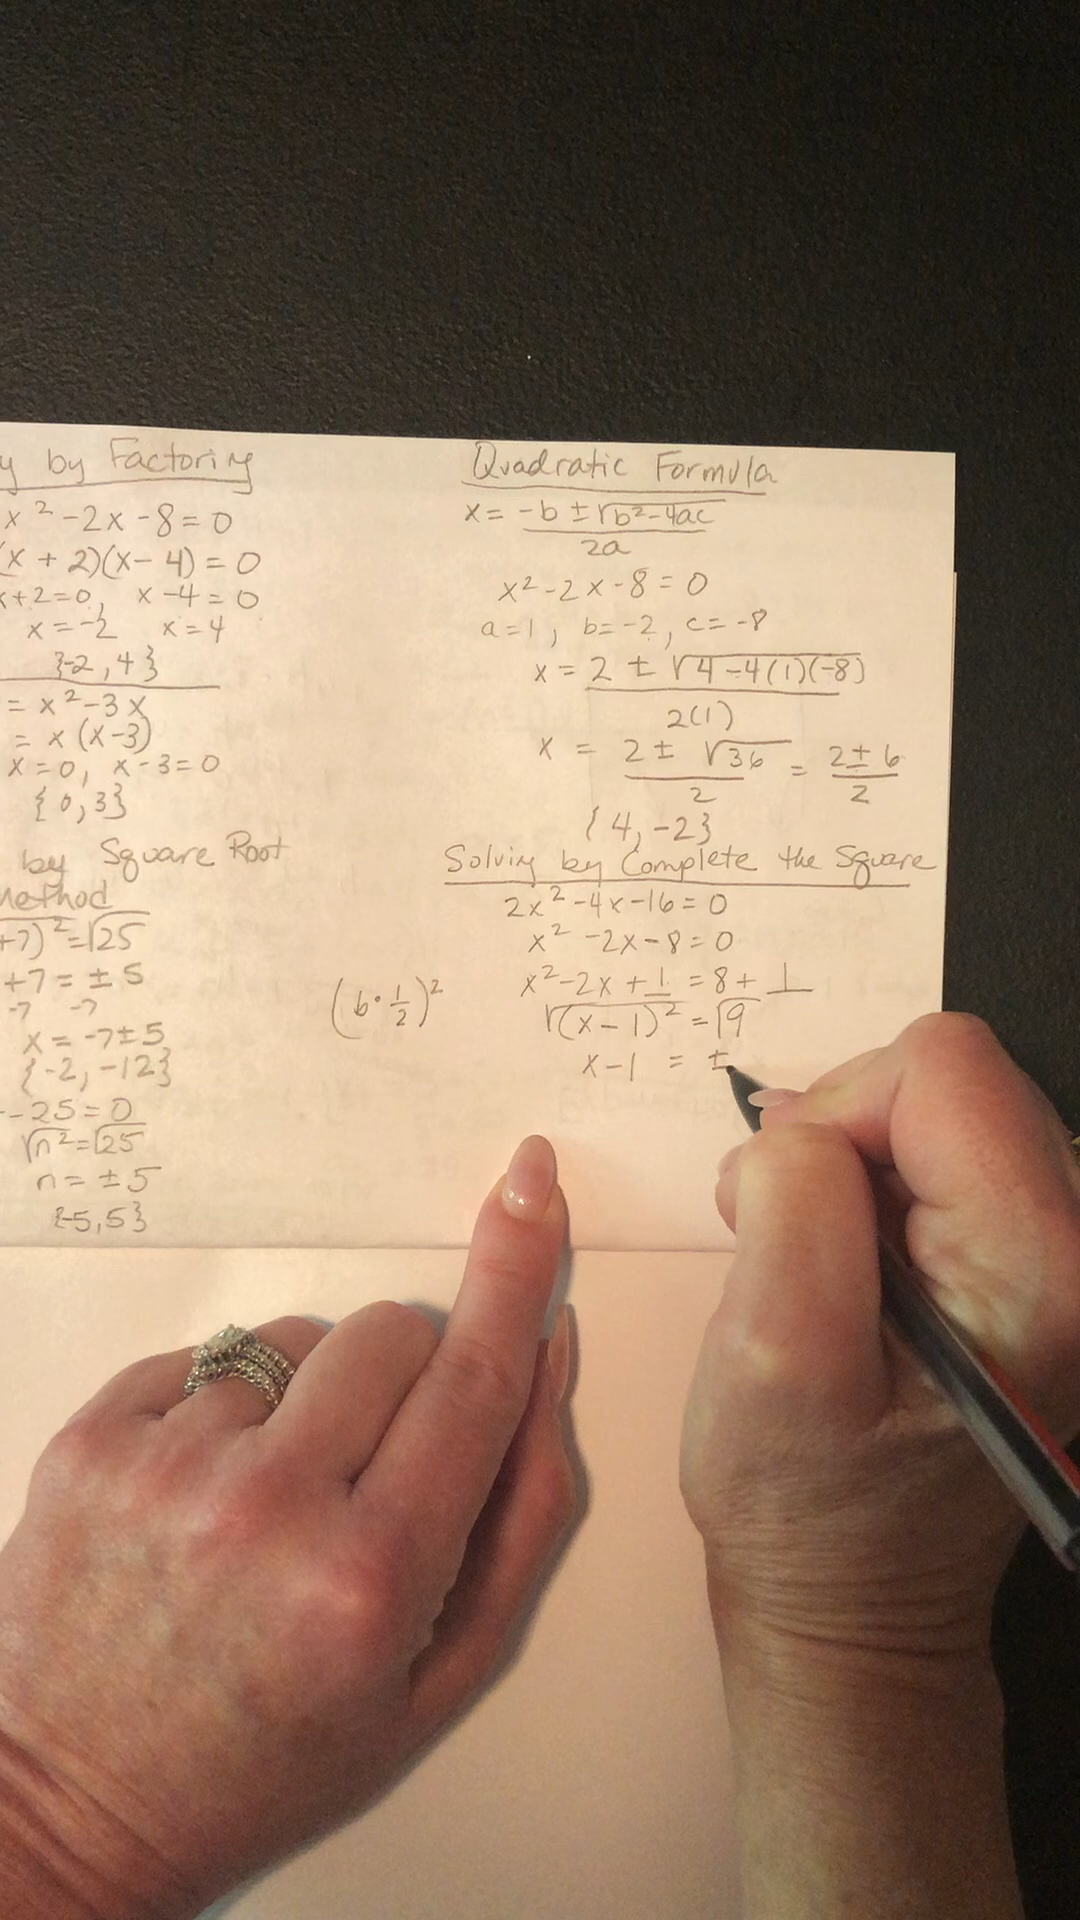 y by Factoring
x² -2x -8 = 0
(x + 2)(x - 4) = 0
x+2=0, x-4=0
x=-2 x=4
{-2, 4}
= x² -3x
= x (x-3)
x=0, x-3=0
{0, 3}
by Square Root
Method
+7)² = √25
+7 = ± 5
-7 -7
x = -7±5
{-2, -12}
-25=0
√n² = √25
n = ± 5
{-5, 5}
Quadratic Formula
x = -b ± √b²-4ac
2a
x² -2x -8 = 0
a=1, b=-2, c=-8
x = 2 ± √4-4(1)(-8)
2(1)
x = 2 ± √36 = 2 ± 6
2 2
{4, -2}
Solvig by Complete the Square
2x² -4x -16 = 0
x² -2x -8 = 0
(b·1/2)² x² -2x + 1 = 8 + 1
√(x-1)² = √9
x-1 = ±